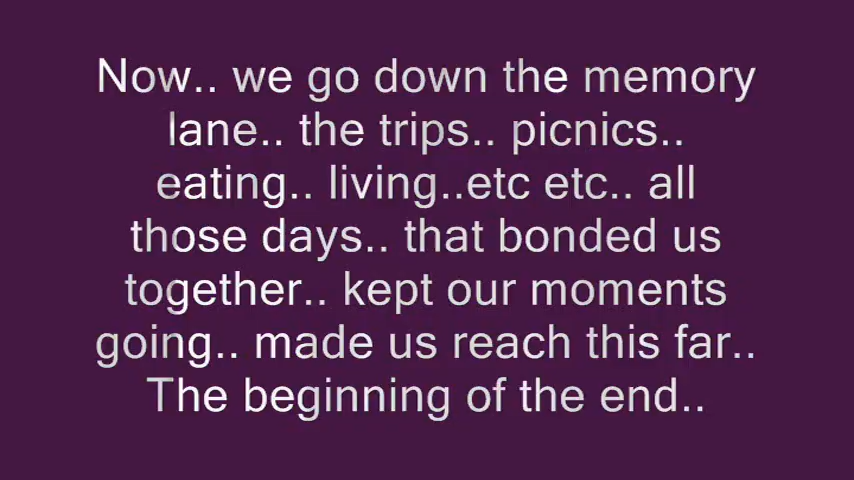 Now.. we go down the memory
lane.. the trips.. picnics..
eating.. living..etc etc.. all
those days.. that bonded us
together.. kept our moments
going.. made us reach this far..
The beginning of the end..